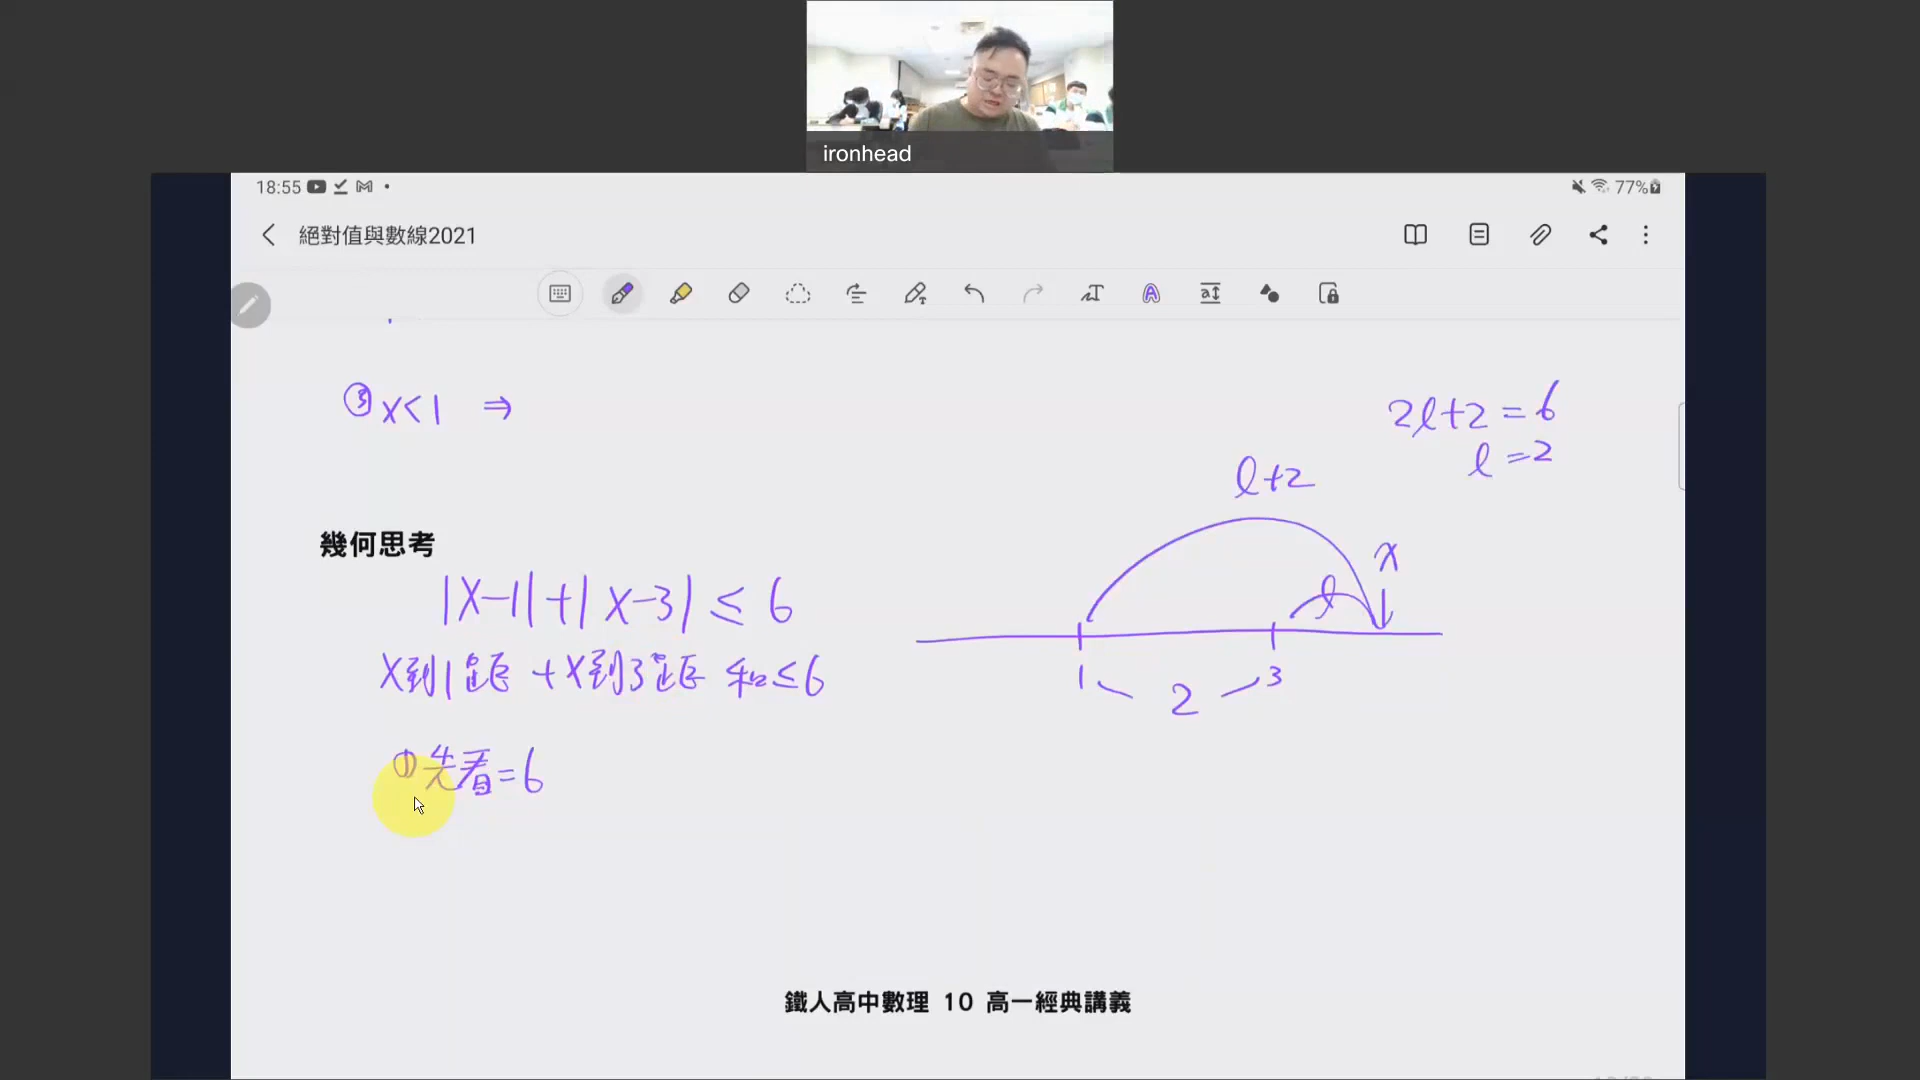 ironhead
18:55
77%
絕對值與數線2021
③ x<1 ⇒
2ℓ+2=6
ℓ=2
ℓ+2
x
ℓ
幾何思考
|x-1|+|x-3|≤6
x到1距+x到3距和≤6
1 2 3
①先看=6
鐵人高中數理 10 高一經典講義